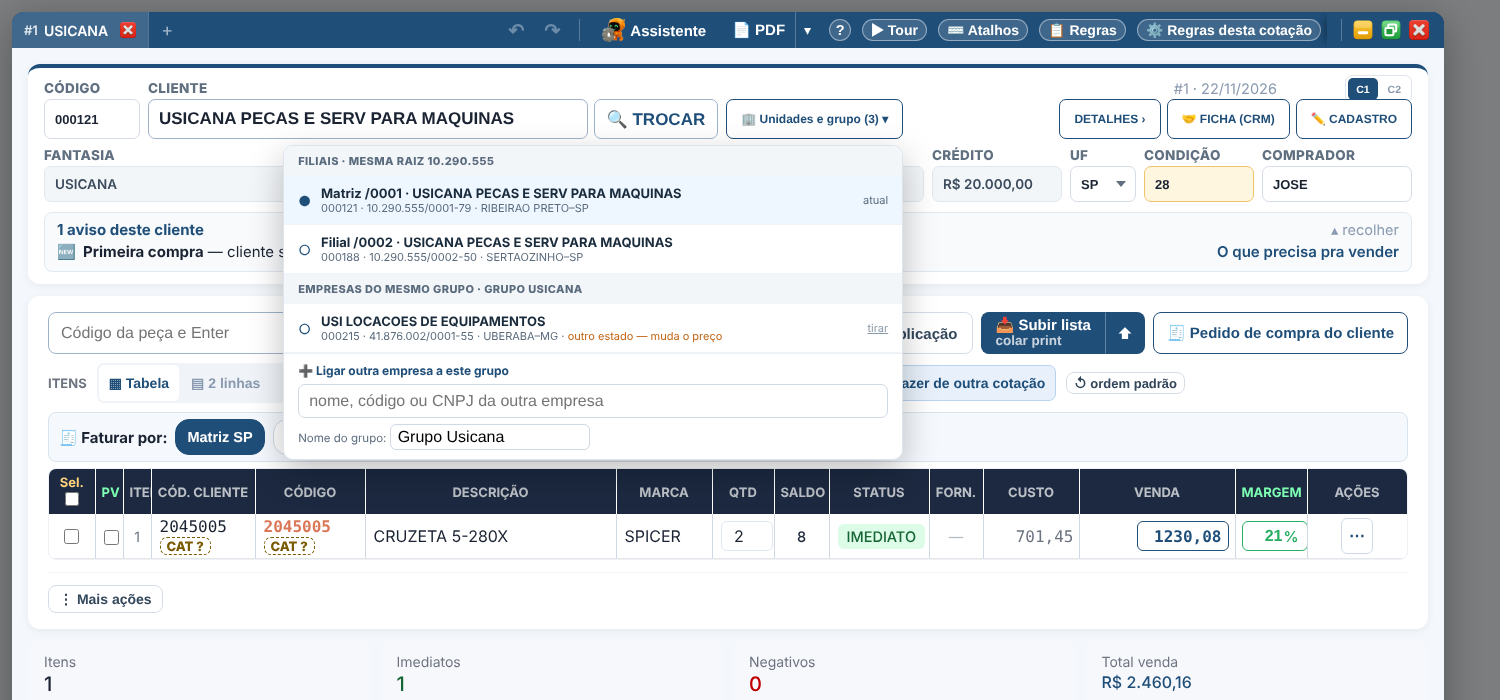 #1 USICANA
+
Assistente
PDF
▾
?
▶ Tour
Atalhos
Regras
Regras desta cotação
CÓDIGO
CLIENTE
#1 · 22/11/2026
C1
C2
000121
USICANA PECAS E SERV PARA MAQUINAS
TROCAR
Unidades e grupo (3) ▾
DETALHES ›
FICHA (CRM)
CADASTRO
FANTASIA
CRÉDITO
UF
CONDIÇÃO
COMPRADOR
USICANA
R$ 20.000,00
SP
28
JOSE
FILIAIS · MESMA RAIZ 10.290.555
Matriz /0001 · USICANA PECAS E SERV PARA MAQUINAS
000121 · 10.290.555/0001-79 · RIBEIRAO PRETO–SP
atual
Filial /0002 · USICANA PECAS E SERV PARA MAQUINAS
000188 · 10.290.555/0002-50 · SERTAOZINHO–SP
EMPRESAS DO MESMO GRUPO · GRUPO USICANA
USI LOCACOES DE EQUIPAMENTOS
000215 · 41.876.002/0001-55 · UBERABA–MG · outro estado — muda o preço
tirar
➕ Ligar outra empresa a este grupo
nome, código ou CNPJ da outra empresa
Nome do grupo: Grupo Usicana
1 aviso deste cliente
▴ recolher
NEW Primeira compra — cliente s
O que precisa pra vender
Código da peça e Enter
plicação
Subir lista
colar print
Pedido de compra do cliente
ITENS
Tabela
2 linhas
azer de outra cotação
↺ ordem padrão
Faturar por:
Matriz SP
Sel.
PV
ITE
CÓD. CLIENTE
CÓDIGO
DESCRIÇÃO
MARCA
QTD
SALDO
STATUS
FORN.
CUSTO
VENDA
MARGEM
AÇÕES
1
2045005
CAT ?
2045005
CAT ?
CRUZETA 5-280X
SPICER
2
8
IMEDIATO
—
701,45
1230,08
21%
⋯
⋮ Mais ações
Itens
1
Imediatos
1
Negativos
0
Total venda
R$ 2.460,16